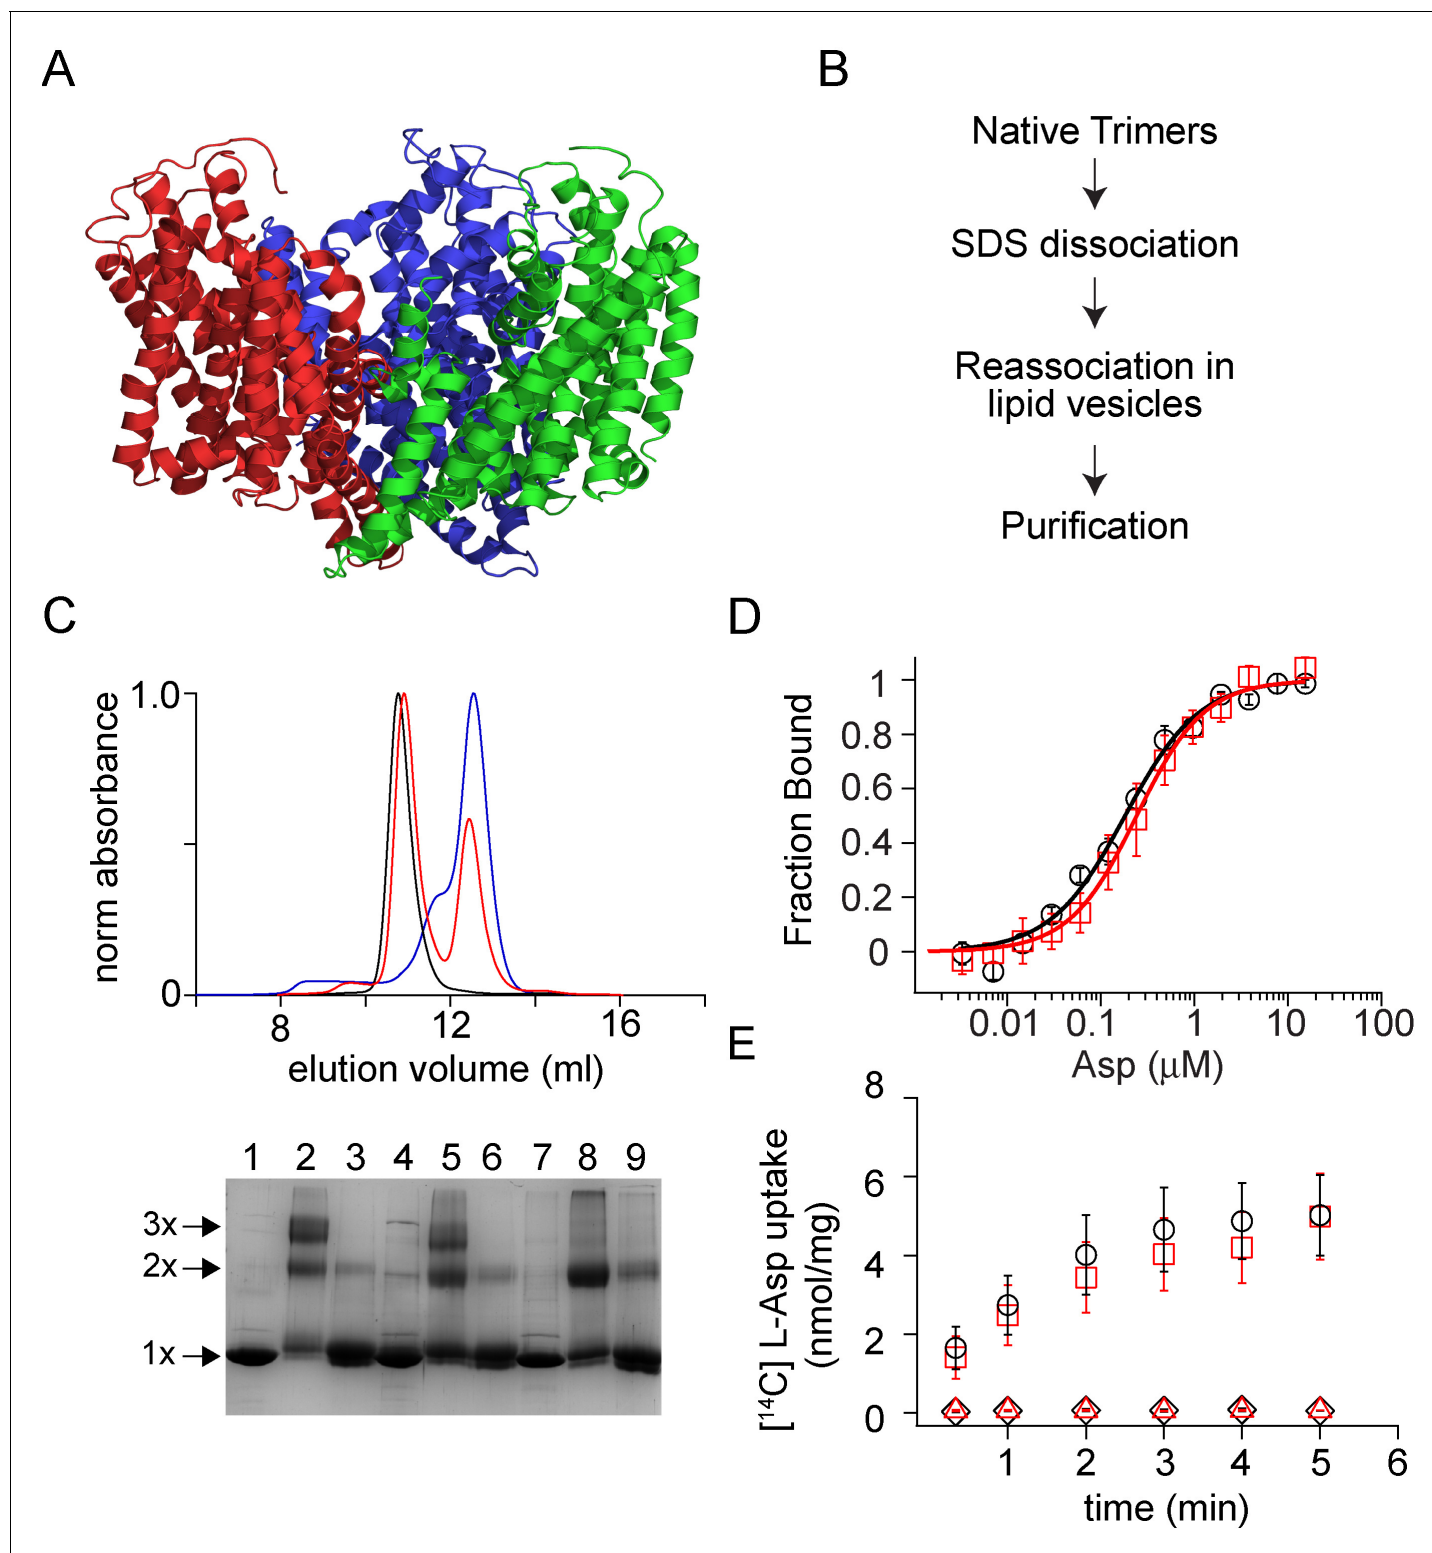 A
B
Native Trimers
SDS dissociation
Reassociation in
lipid vesicles
Purification
C
norm absorbance
1.0
0
8
12
16
elution volume (ml)
1 2 3 4 5 6 7 8 9
3x
2x
1x
D
Fraction Bound
1
0.8
0.6
0.4
0.2
0
0.01 0.1 1 10 100
Asp (μM)
E
[¹⁴C] L-Asp uptake
(nmol/mg)
8
6
4
2
0
1 2 3 4 5 6
time (min)